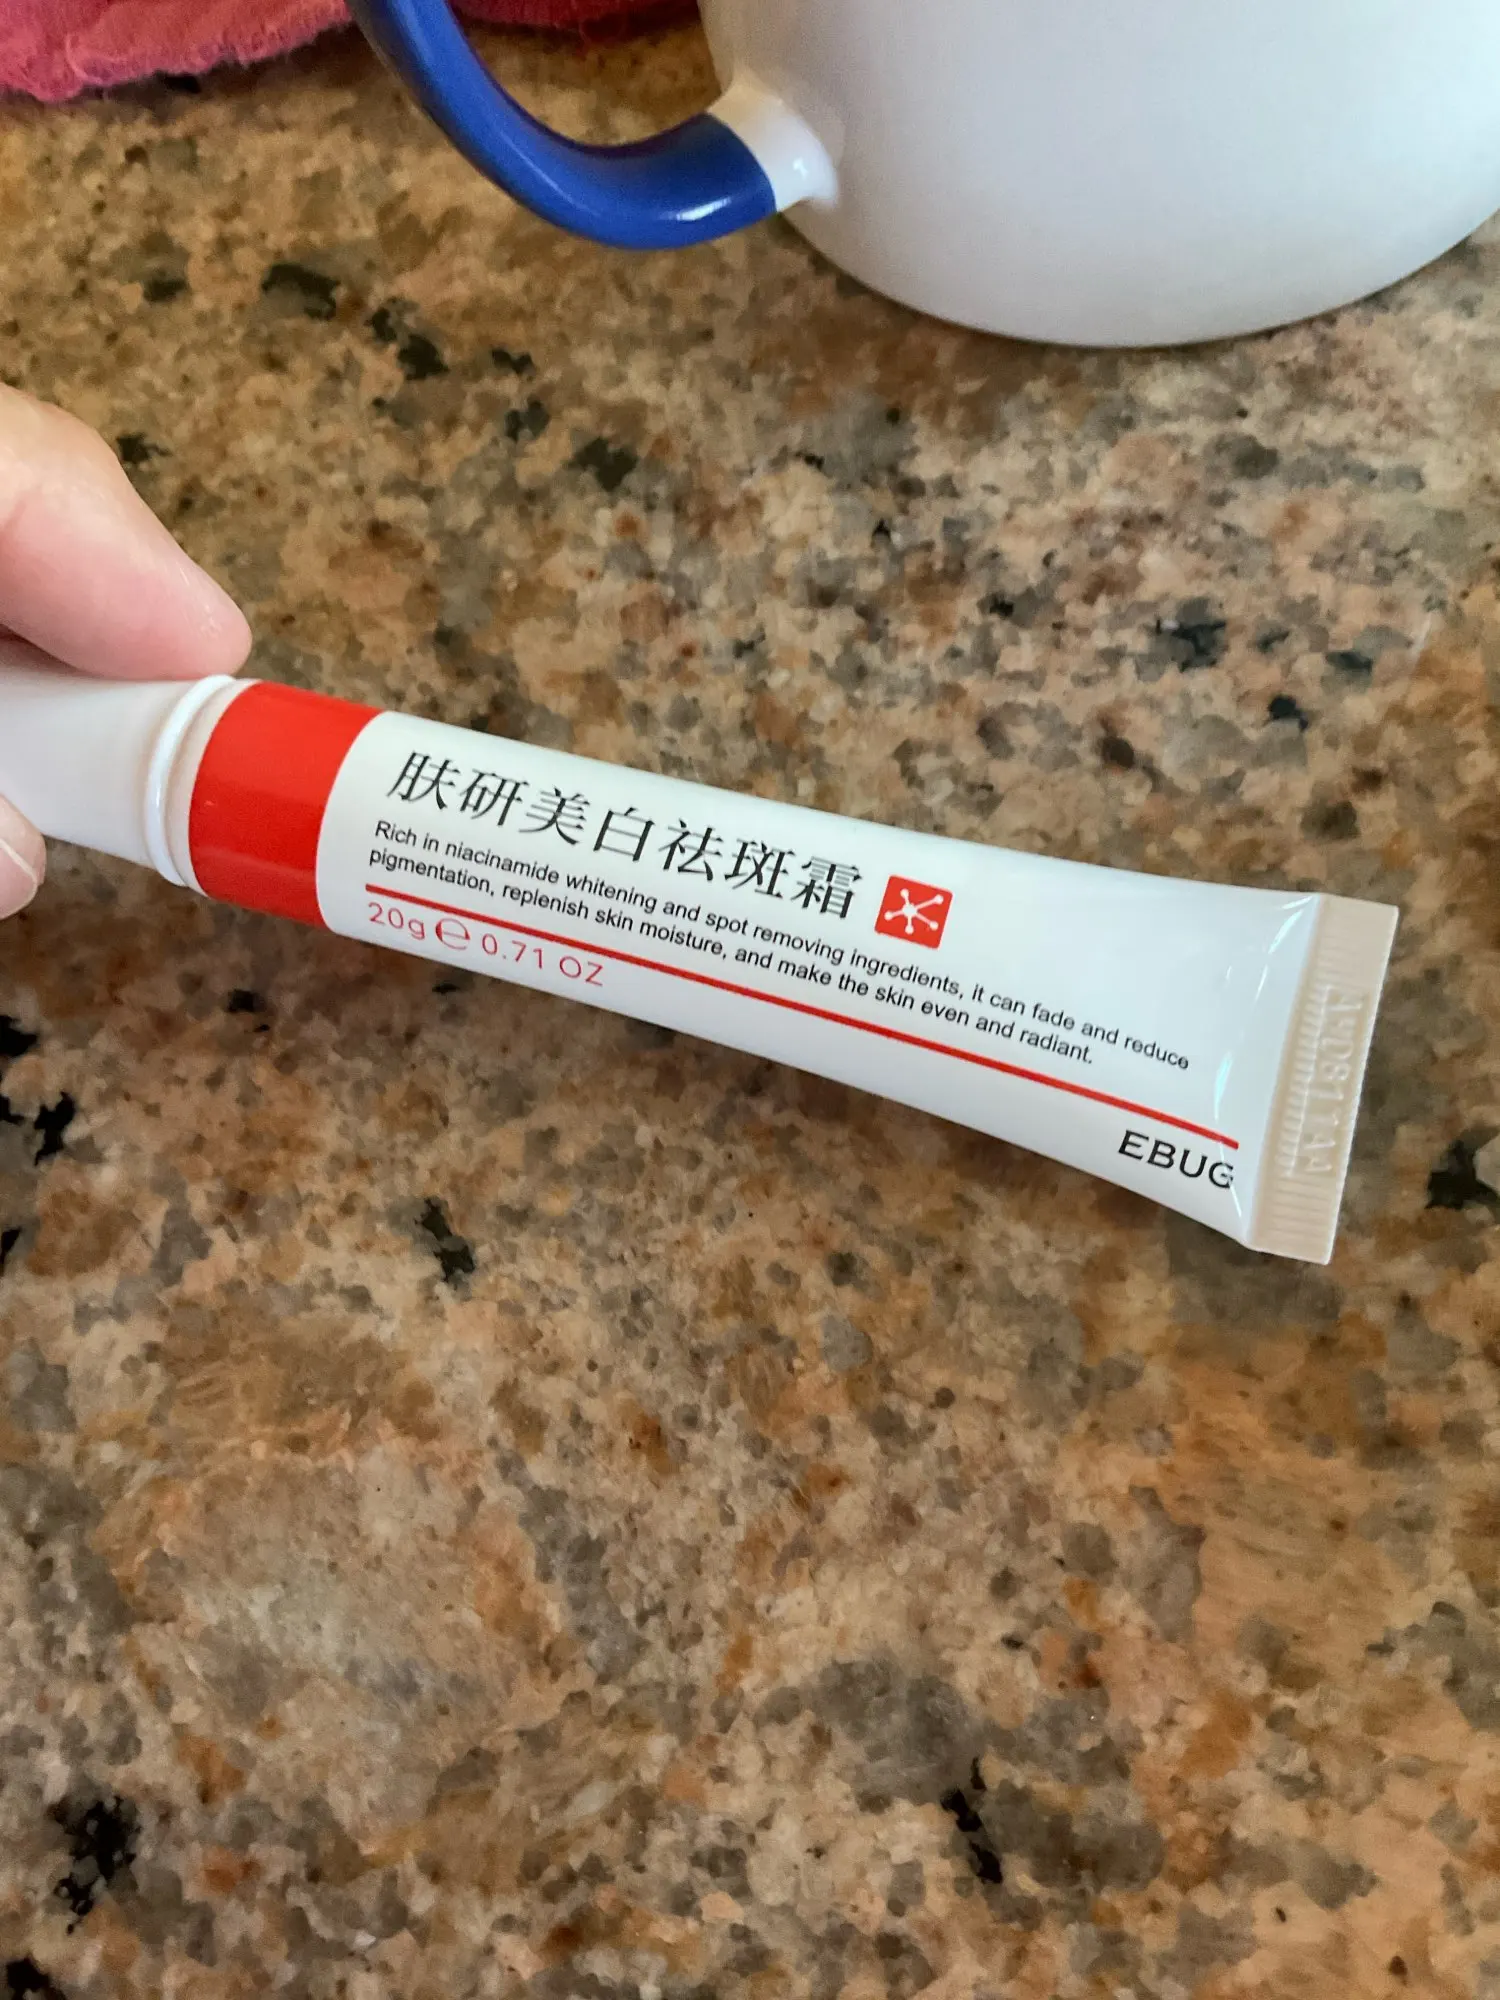 肤研美白祛斑霜
Rich in niacinamide whitening and spot removing ingredients, it can fade and reduce
pigmentation, replenish skin moisture, and make the skin even and radiant.
20g ℮ 0.71 OZ
EBUG